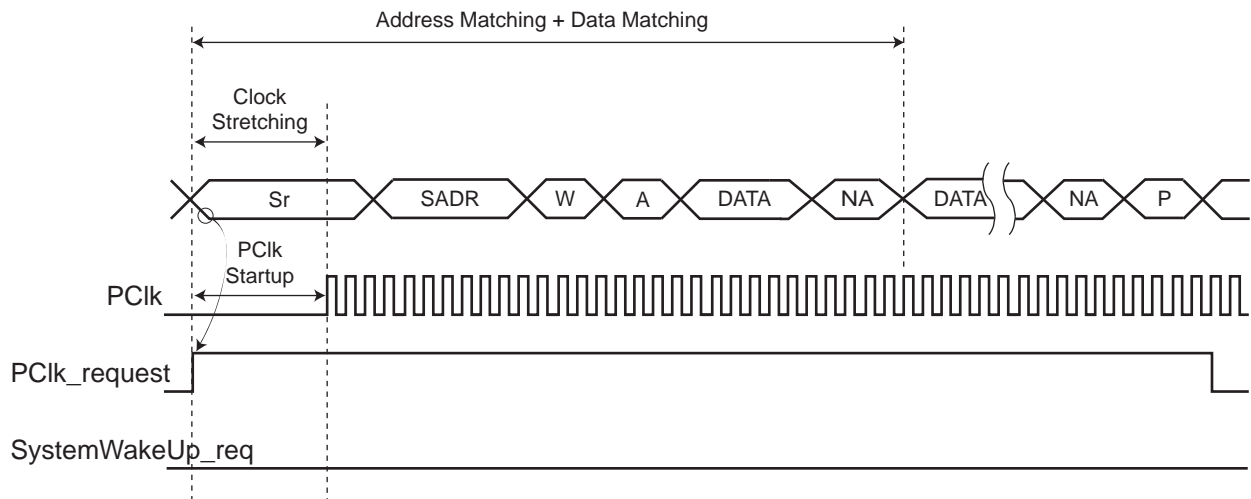 Address Matching + Data Matching
Clock
Stretching
Sr SADR W A DATA NA DATA NA P
PClk
Startup
PClk
PClk_request
SystemWakeUp_req